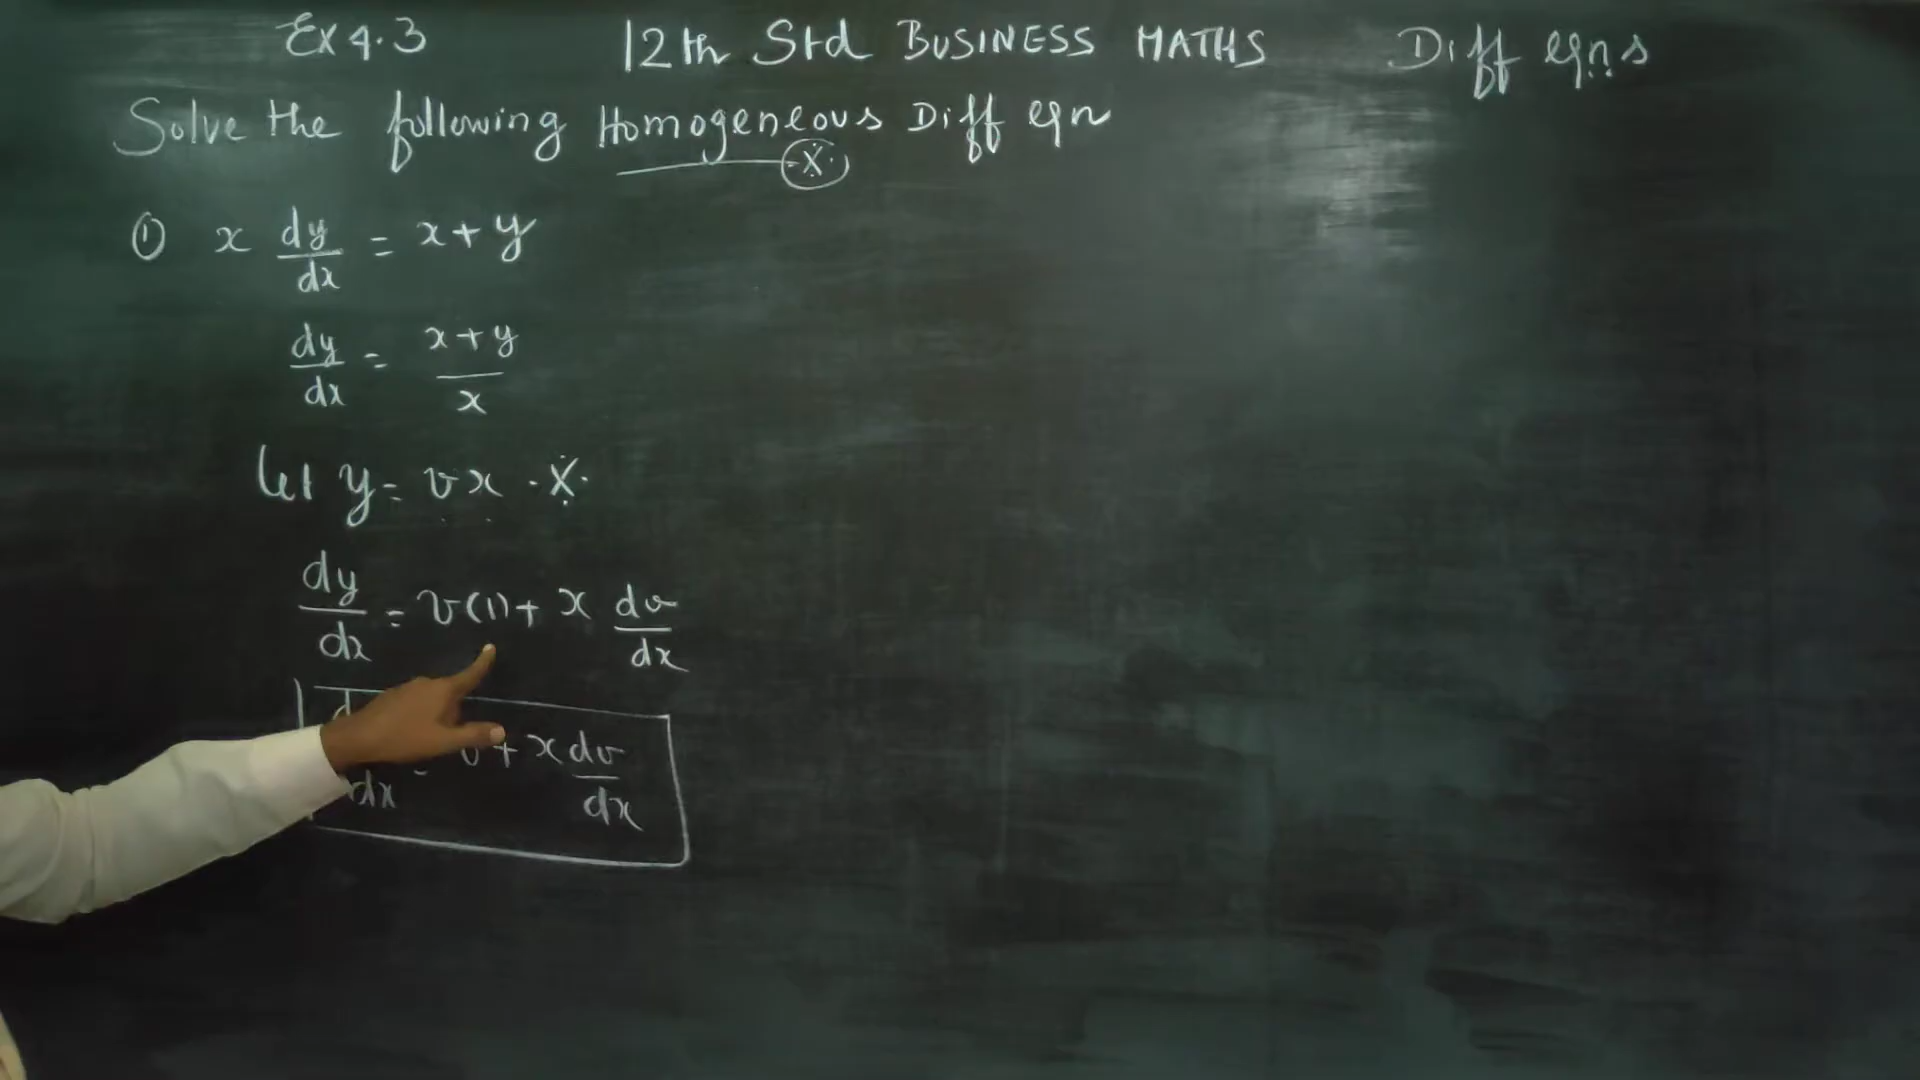 Ex 4.3 12th Std BUSINESS MATHS Diff eqns
Solve the following Homogeneous Diff eqn
① x dy/dx = x + y
dy/dx = x + y / x
Let y = vx
dy/dx = v(1) + x dv/dx
d /dx = v + x dv/dx